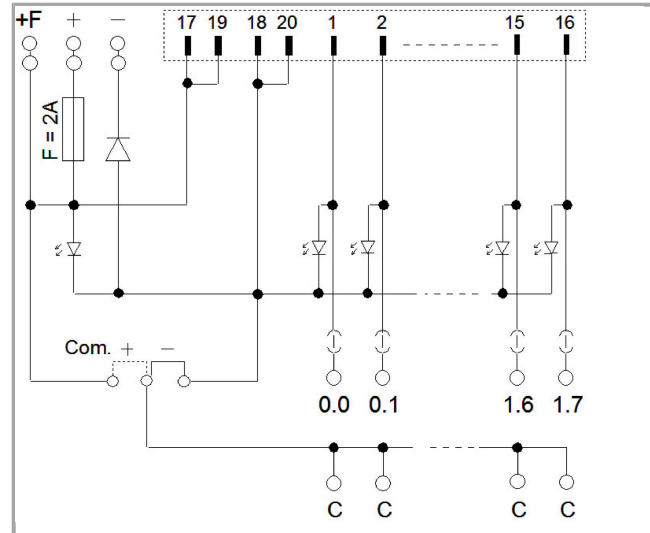 +F + − 17 19 18 20 1 2 15 16
F = 2A
Com. + −
0.0 0.1 1.6 1.7
C C C C